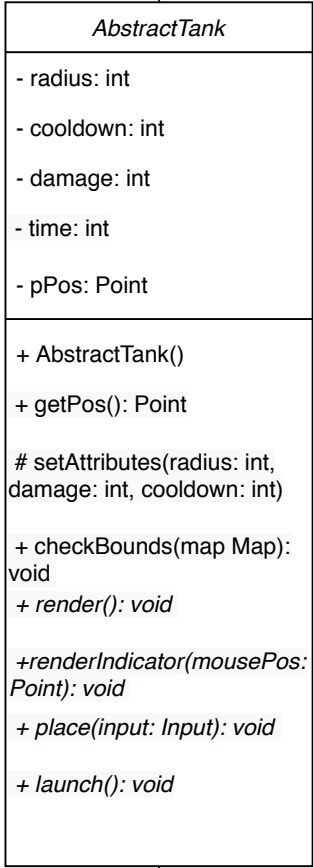 AbstractTank
- radius: int
- cooldown: int
- damage: int
- time: int
- pPos: Point
+ AbstractTank()
+ getPos(): Point
# setAttributes(radius: int,
damage: int, cooldown: int)
+ checkBounds(map Map):
void
+ render(): void
+renderIndicator(mousePos:
Point): void
+ place(input: Input): void
+ launch(): void